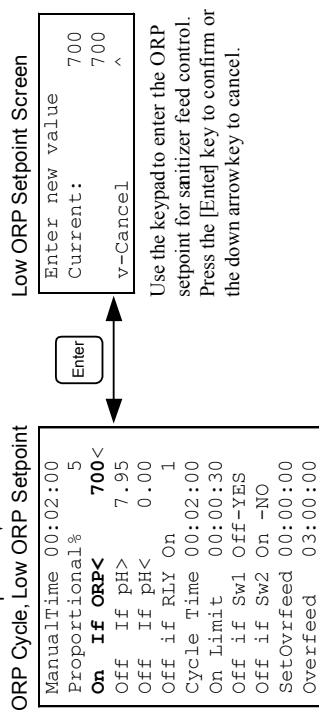 ORP Cycle, Low ORP Setpoint
ManualTime 00:02:00
Proportional% 5
On If ORP< 700<
Off If pH> 7.95
Off If pH< 0.00
Off if RLY On 1
Cycle Time 00:02:00
On Limit 00:00:30
Off if Sw1 Off-YES
Off if Sw2 On -NO
SetOvrfeed 00:00:00
Overfeed 03:00:00
Enter
Low ORP Setpoint Screen
Enter new value
Current: 700
700
v-Cancel ^
Use the keypad to enter the ORP
setpoint for sanitizer feed control.
Press the [Enter] key to confirm or
the down arrow key to cancel.